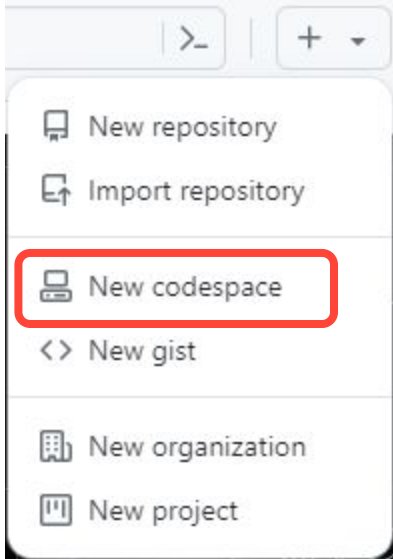 New repository
Import repository
New codespace
New gist
New organization
New project